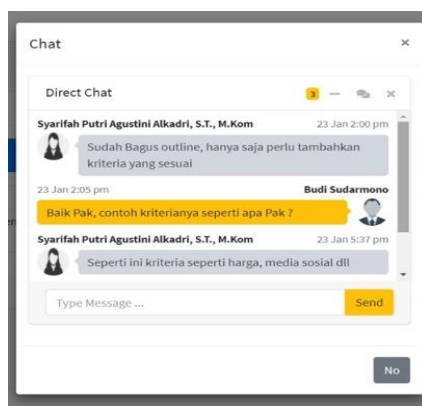 Chat
×
Direct Chat
3 — ×
Syarifah Putri Agustini Alkadri, S.T., M.Kom 23 Jan 2:00 pm
Sudah Bagus outline, hanya saja perlu tambahkan
kriteria yang sesuai
23 Jan 2:05 pm Budi Sudarmono
Baik Pak, contoh kriterianya seperti apa Pak ?
Syarifah Putri Agustini Alkadri, S.T., M.Kom 23 Jan 5:37 pm
Seperti ini kriteria seperti harga, media sosial dll
Type Message ... Send
No